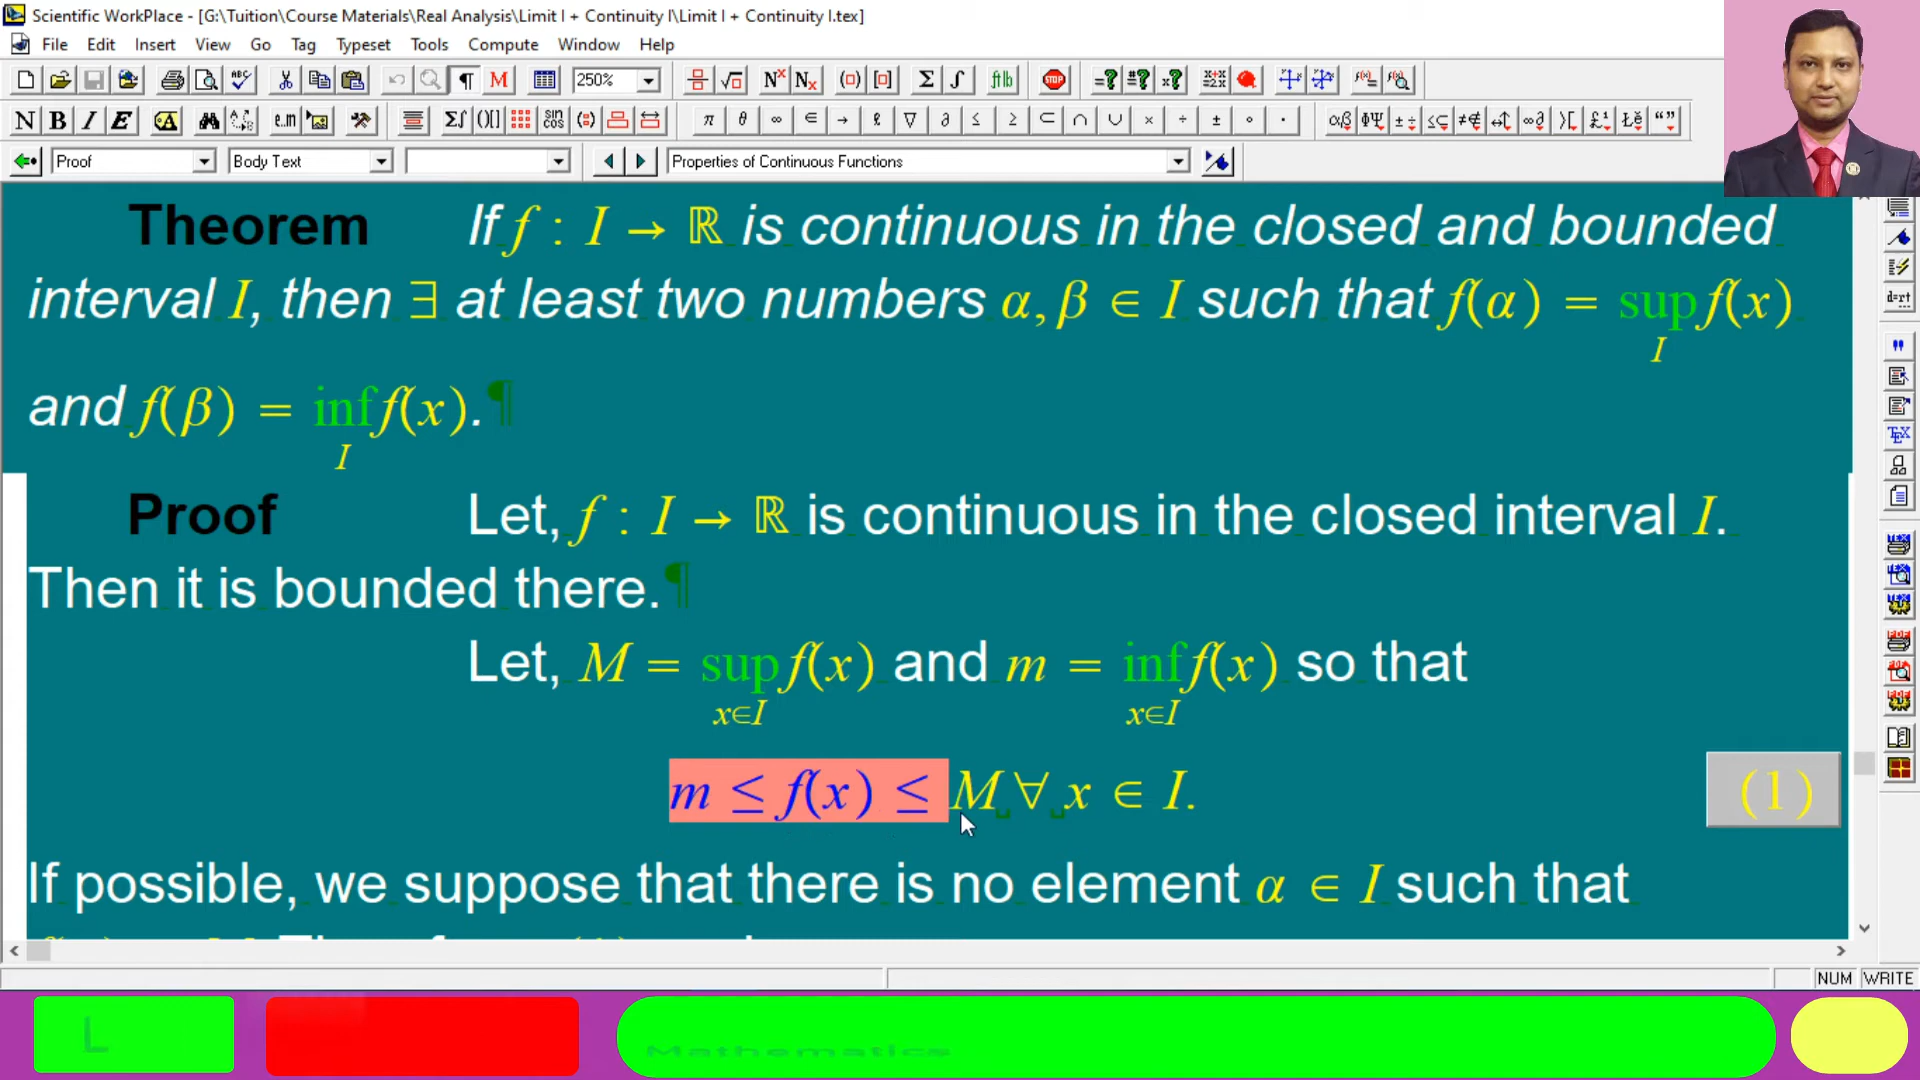 Scientific WorkPlace - [G:\Tuition\Course Materials\Real Analysis\Limit I + Continuity I\Limit I + Continuity I.tex]
File Edit Insert View Go Tag Typeset Tools Compute Window Help
250%
Proof Body Text Properties of Continuous Functions
Theorem If f : I → ℝ is continuous in the closed and bounded
interval I, then ∃ at least two numbers α, β ∈ I such that f(α) = sup f(x)
I
and f(β) = inf f(x).¶
I
Proof Let, f : I → ℝ is continuous in the closed interval I.
Then it is bounded there.¶
Let, M = sup f(x) and m = inf f(x) so that
x∈I x∈I
m ≤ f(x) ≤ M ∀ x ∈ I. (1)
If possible, we suppose that there is no element α ∈ I such that
NUM WRITE
L
Mathematics